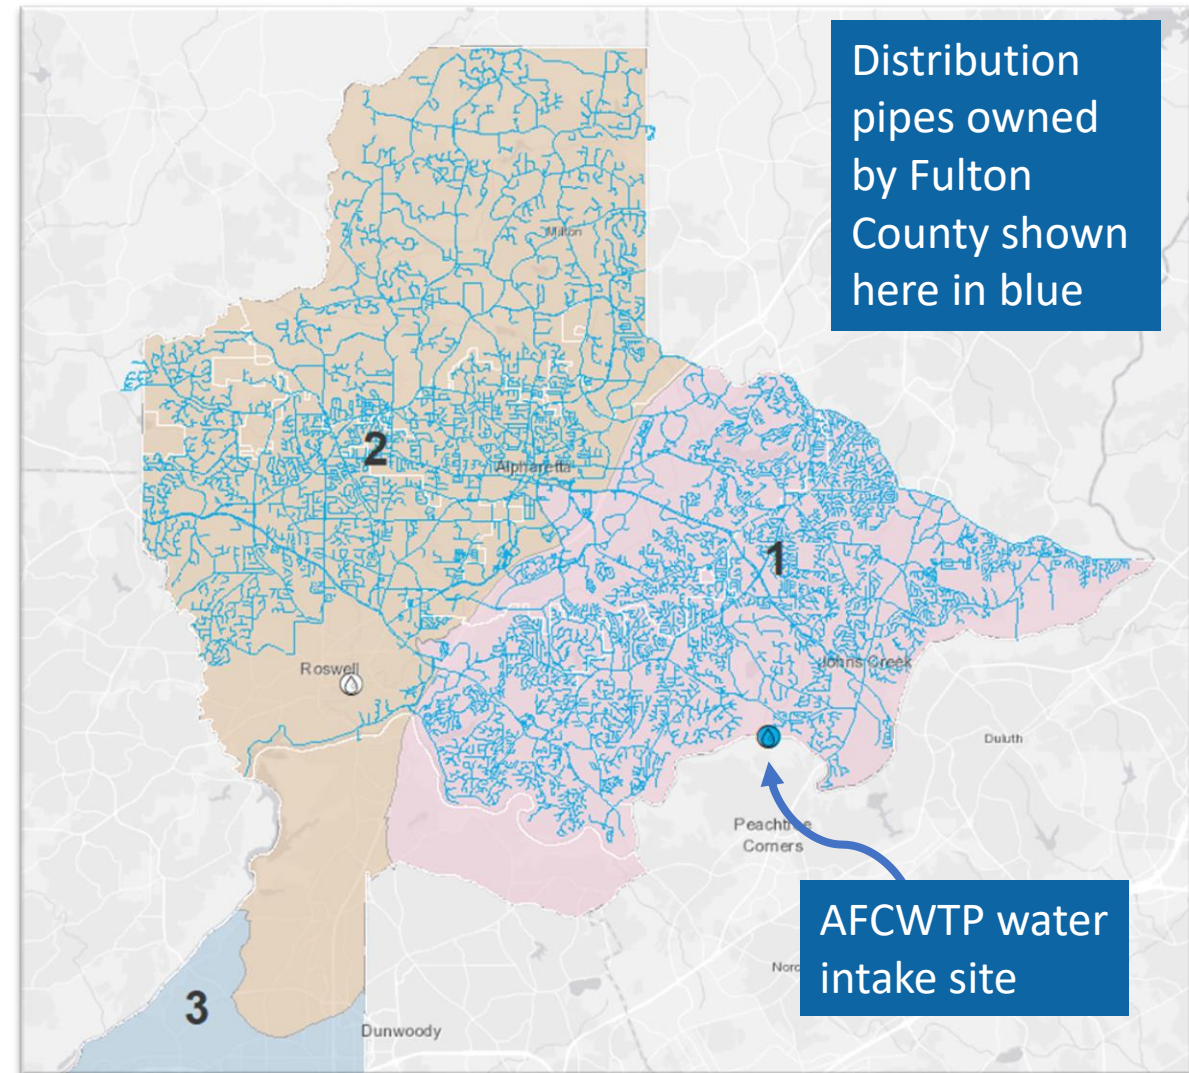 Distribution
pipes owned
by Fulton
County shown
here in blue
Milton
2
Alpharetta
1
Roswell
Johns Creek
Duluth
Peachtree
Corners
AFCWTP water
intake site
3
Dunwoody